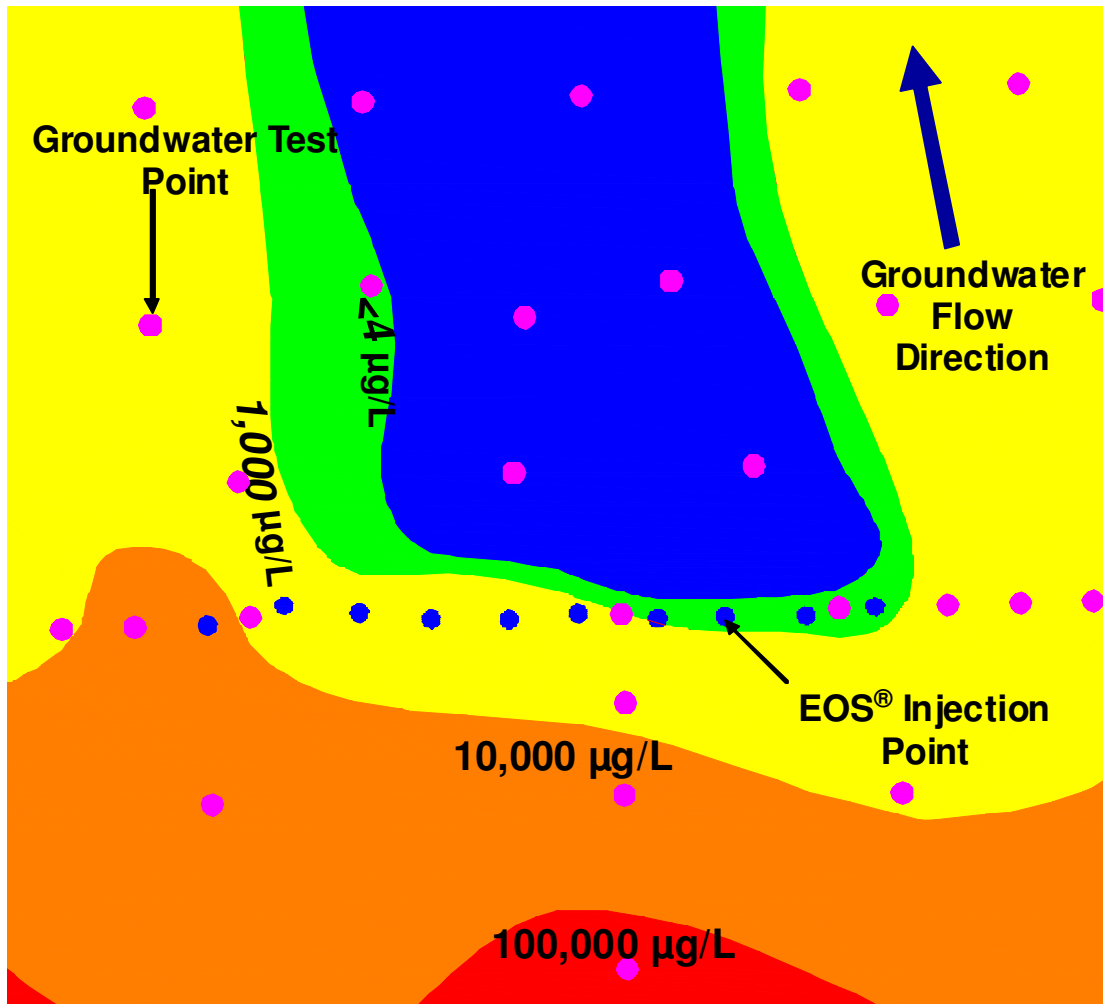 Groundwater Test
Point
Groundwater
Flow
Direction
<4 µg/L
1,000 µg/L
EOS® Injection
Point
10,000 µg/L
100,000 µg/L